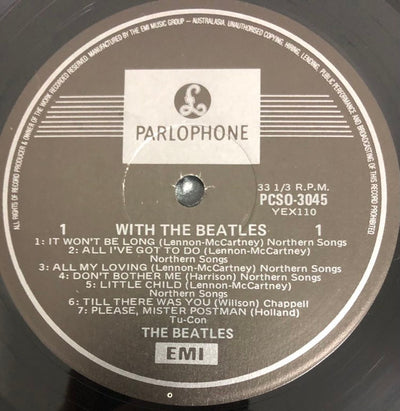 ALL RIGHTS OF RECORD PRODUCER & OWNER OF THE WORK RECORDED RESERVED. MANUFACTURED BY THE EMI MUSIC GROUP – AUSTRALASIA. UNAUTHORISED COPYING, HIRING, LENDING, PUBLIC PERFORMANCE AND BROADCASTING OF THIS RECORD PROHIBITED
£
PARLOPHONE
33 1/3 R.P.M.
PCSO-3045
YEX110
1 WITH THE BEATLES 1
1: IT WON'T BE LONG (Lennon-McCartney) Northern Songs
2: ALL I'VE GOT TO DO (Lennon-McCartney)
Northern Songs
3: ALL MY LOVING (Lennon-McCartney) Northern Songs
4: DON'T BOTHER ME (Harrison) Northern Songs
5: LITTLE CHILD (Lennon-McCartney)
Northern Songs
6: TILL THERE WAS YOU (Willson) Chappell
7: PLEASE, MISTER POSTMAN (Holland)
Tu-Con
THE BEATLES
EMI